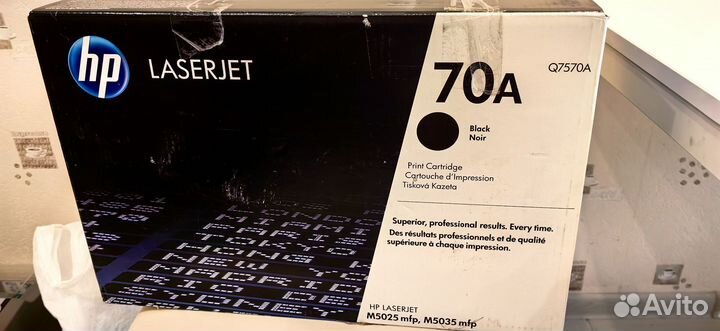 hp
LASERJET
70A
Q7570A
Black
Noir
Print Cartridge
Cartouche d'Impression
Tisková Kazeta
Superior, professional results. Every time.
Des résultats professionnels et de qualité
supérieure à chaque impression.
HP LASERJET
M5025 mfp, M5035 mfp
Avito